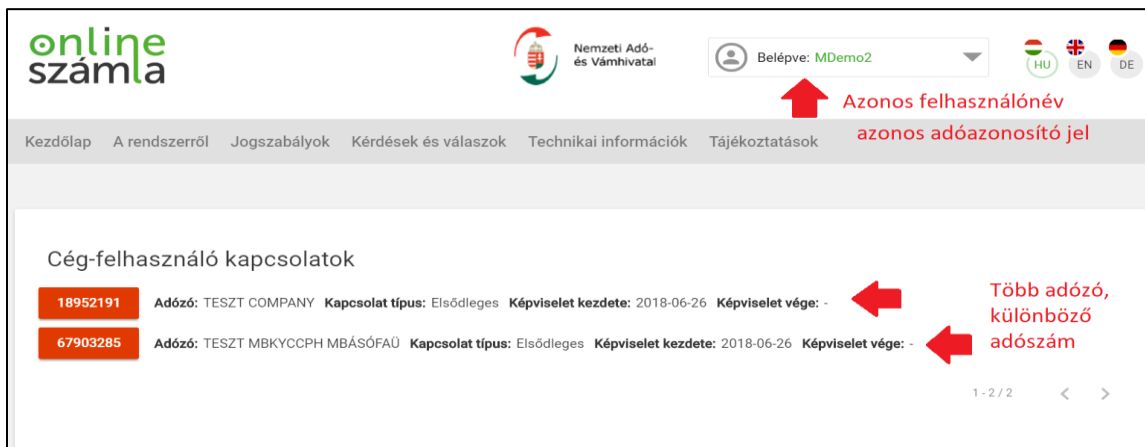 online
számla
Nemzeti Adó-
és Vámhivatal
Belépve: MDemo2
HU EN DE
Azonos felhasználónév
azonos adóazonosító jel
Kezdőlap A rendszerről Jogszabályok Kérdések és válaszok Technikai információk Tájékoztatások
Cég-felhasználó kapcsolatok
18952191 Adózó: TESZT COMPANY Kapcsolat típus: Elsődleges Képviselet kezdete: 2018-06-26 Képviselet vége: -
67903285 Adózó: TESZT MBKYCCPH MBÁSÓFAÜ Kapcsolat típus: Elsődleges Képviselet kezdete: 2018-06-26 Képviselet vége: -
Több adózó,
különböző
adószám
1 - 2 / 2 < >